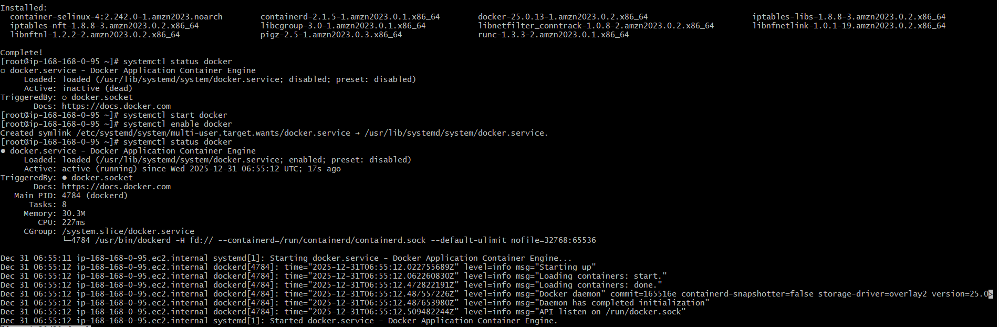 Installed:
  container-selinux-4:2.242.0-1.amzn2023.noarch        containerd-2.1.5-1.amzn2023.0.1.x86_64        docker-25.0.13-1.amzn2023.0.2.x86_64                      iptables-libs-1.8.8-3.amzn2023.0.2.x86_64
  iptables-nft-1.8.8-3.amzn2023.0.2.x86_64             libcgroup-3.0-1.amzn2023.0.1.x86_64           libnetfilter_conntrack-1.0.8-2.amzn2023.0.2.x86_64        libnfnetlink-1.0.1-19.amzn2023.0.2.x86_64
  libnftnl-1.2.2-2.amzn2023.0.2.x86_64                 pigz-2.5-1.amzn2023.0.3.x86_64                runc-1.3.3-2.amzn2023.0.1.x86_64

Complete!
[root@ip-168-168-0-95 ~]# systemctl status docker
○ docker.service - Docker Application Container Engine
     Loaded: loaded (/usr/lib/systemd/system/docker.service; disabled; preset: disabled)
     Active: inactive (dead)
TriggeredBy: ○ docker.socket
       Docs: https://docs.docker.com
[root@ip-168-168-0-95 ~]# systemctl start docker
[root@ip-168-168-0-95 ~]# systemctl enable docker
Created symlink /etc/systemd/system/multi-user.target.wants/docker.service → /usr/lib/systemd/system/docker.service.
[root@ip-168-168-0-95 ~]# systemctl status docker
● docker.service - Docker Application Container Engine
     Loaded: loaded (/usr/lib/systemd/system/docker.service; enabled; preset: disabled)
     Active: active (running) since Wed 2025-12-31 06:55:12 UTC; 17s ago
TriggeredBy: ● docker.socket
       Docs: https://docs.docker.com
   Main PID: 4784 (dockerd)
      Tasks: 8
     Memory: 30.3M
        CPU: 227ms
     CGroup: /system.slice/docker.service
             └─4784 /usr/bin/dockerd -H fd:// --containerd=/run/containerd/containerd.sock --default-ulimit nofile=32768:65536

Dec 31 06:55:11 ip-168-168-0-95.ec2.internal systemd[1]: Starting docker.service - Docker Application Container Engine...
Dec 31 06:55:12 ip-168-168-0-95.ec2.internal dockerd[4784]: time="2025-12-31T06:55:12.022755689Z" level=info msg="Starting up"
Dec 31 06:55:12 ip-168-168-0-95.ec2.internal dockerd[4784]: time="2025-12-31T06:55:12.062260830Z" level=info msg="Loading containers: start."
Dec 31 06:55:12 ip-168-168-0-95.ec2.internal dockerd[4784]: time="2025-12-31T06:55:12.472822191Z" level=info msg="Loading containers: done."
Dec 31 06:55:12 ip-168-168-0-95.ec2.internal dockerd[4784]: time="2025-12-31T06:55:12.487557226Z" level=info msg="Docker daemon" commit=165516e containerd-snapshotter=false storage-driver=overlay2 version=25.0>
Dec 31 06:55:12 ip-168-168-0-95.ec2.internal dockerd[4784]: time="2025-12-31T06:55:12.487653980Z" level=info msg="Daemon has completed initialization"
Dec 31 06:55:12 ip-168-168-0-95.ec2.internal dockerd[4784]: time="2025-12-31T06:55:12.509482244Z" level=info msg="API listen on /run/docker.sock"
Dec 31 06:55:12 ip-168-168-0-95.ec2.internal systemd[1]: Started docker.service - Docker Application Container Engine.